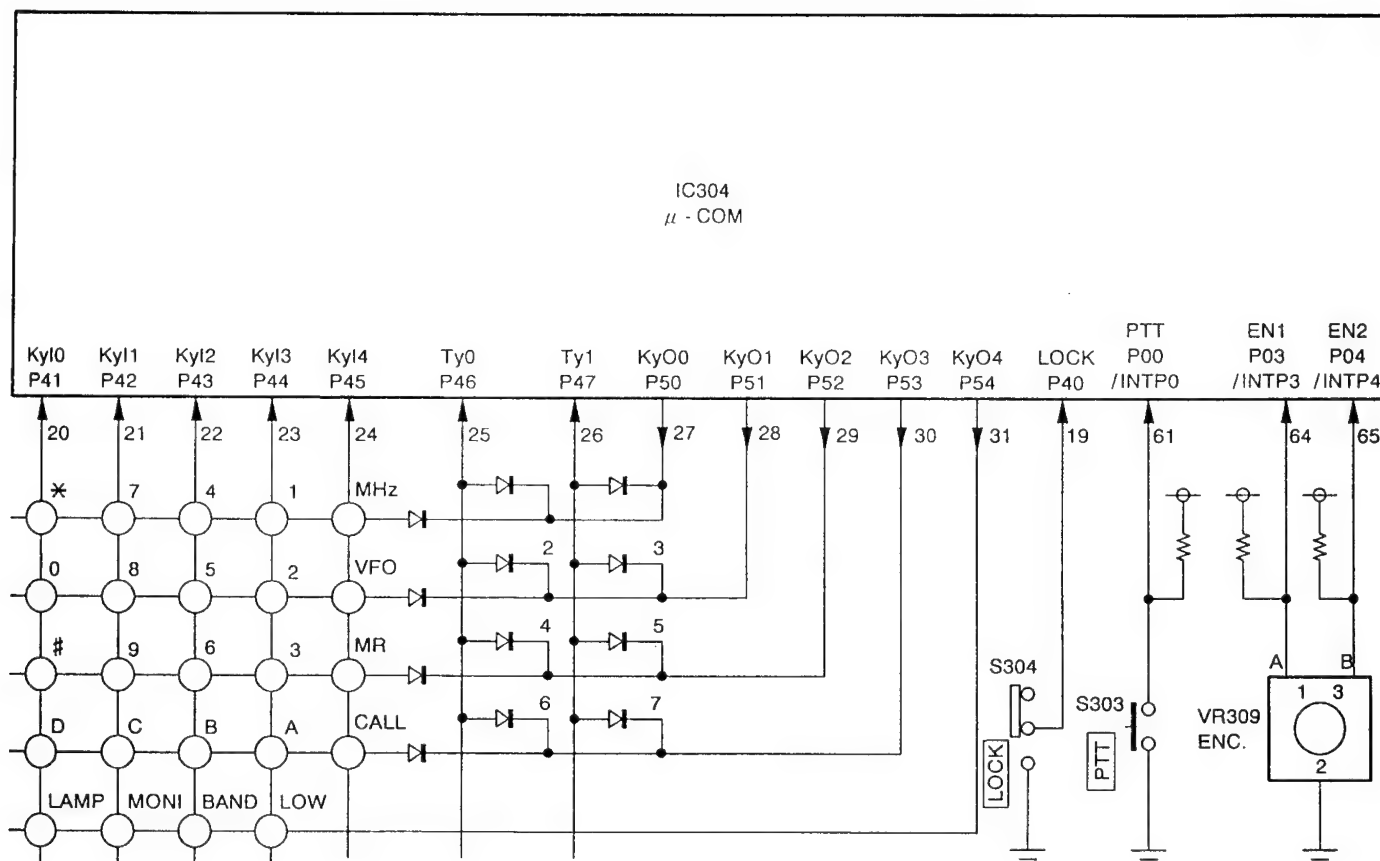 IC304
μ - COM
PTT EN1 EN2
KyI0 KyI1 KyI2 KyI3 KyI4 Ty0 Ty1 KyO0 KyO1 KyO2 KyO3 KyO4 LOCK P00 P03 P04
P41 P42 P43 P44 P45 P46 P47 P50 P51 P52 P53 P54 P40 /INTP0 /INTP3 /INTP4
20 21 22 23 24 25 26 27 28 29 30 31 19 61 64 65
* 7 4 1 MHz
0 8 5 2 VFO 2 3
# 9 6 3 MR 4 5
D C B A CALL 6 7
LAMP MONI BAND LOW
S304
LOCK
S303
PTT
A B
1 3
VR309
ENC.
2